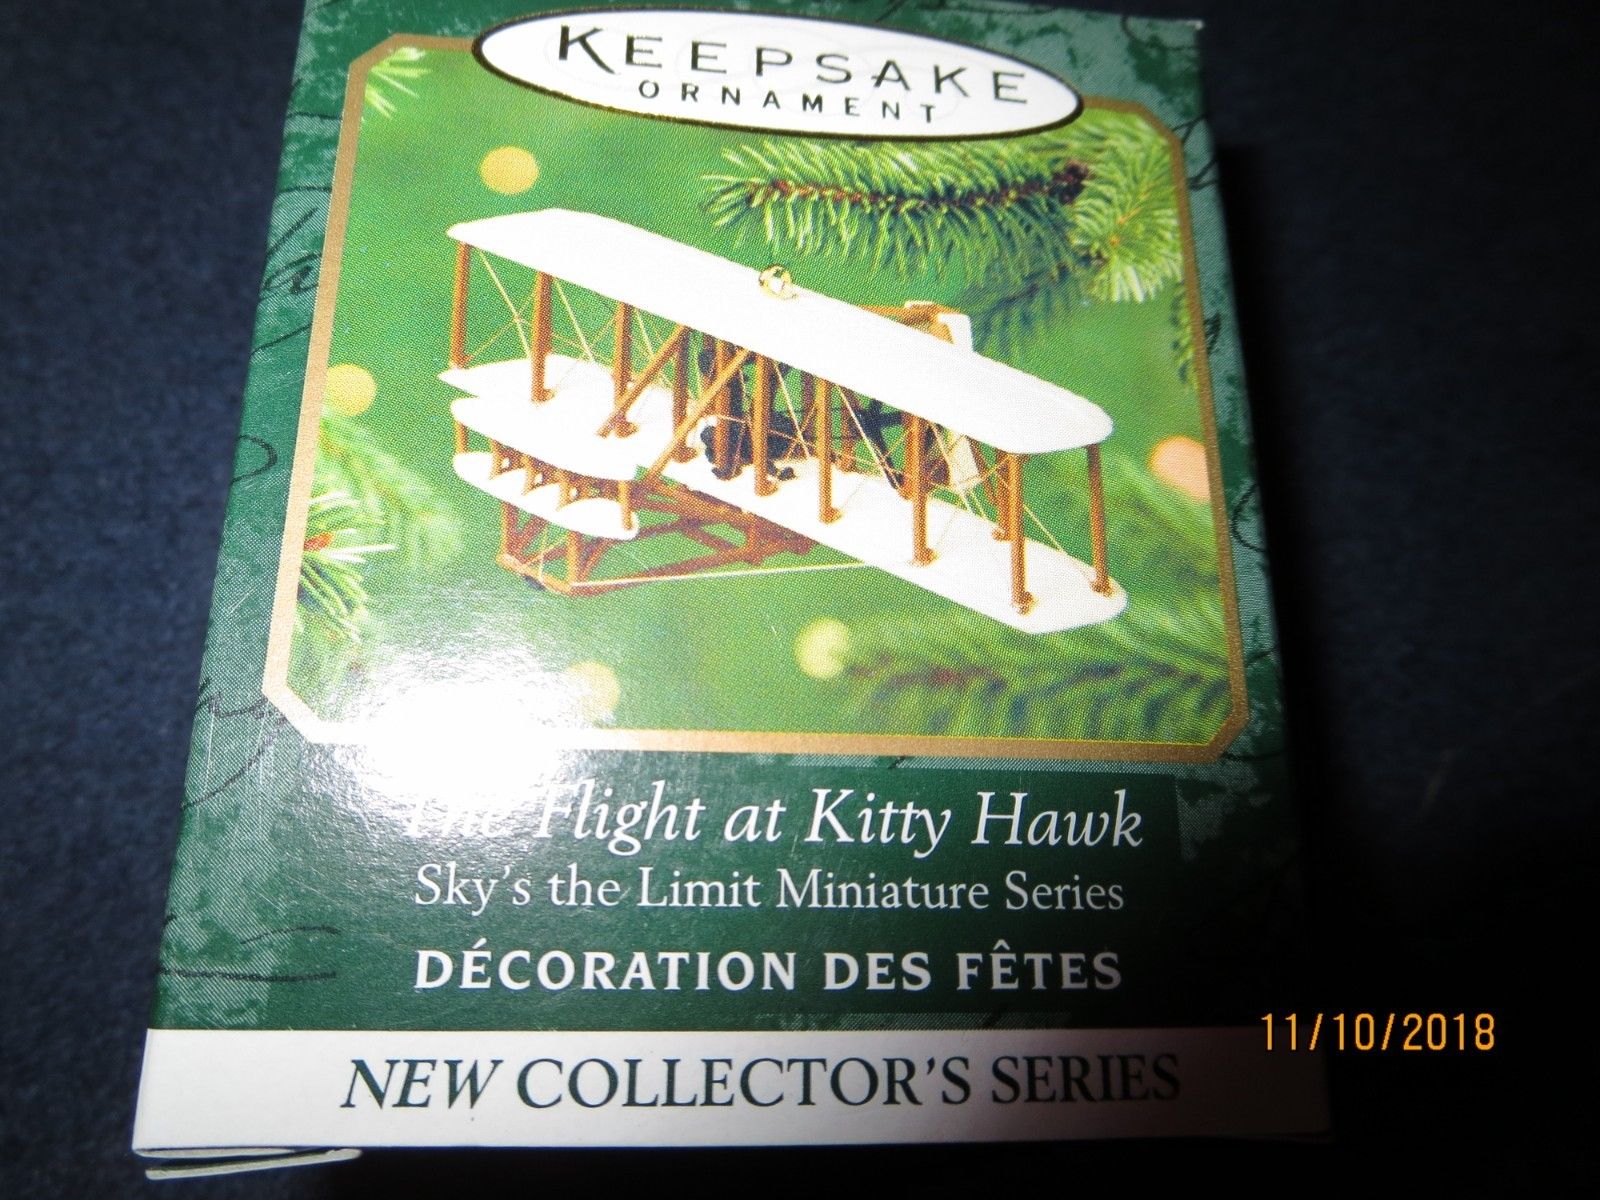 KEEPSAKE
ORNAMENT
The Flight at Kitty Hawk
Sky's the Limit Miniature Series
DÉCORATION DES FÊTES
NEW COLLECTOR'S SERIES
11/10/2018